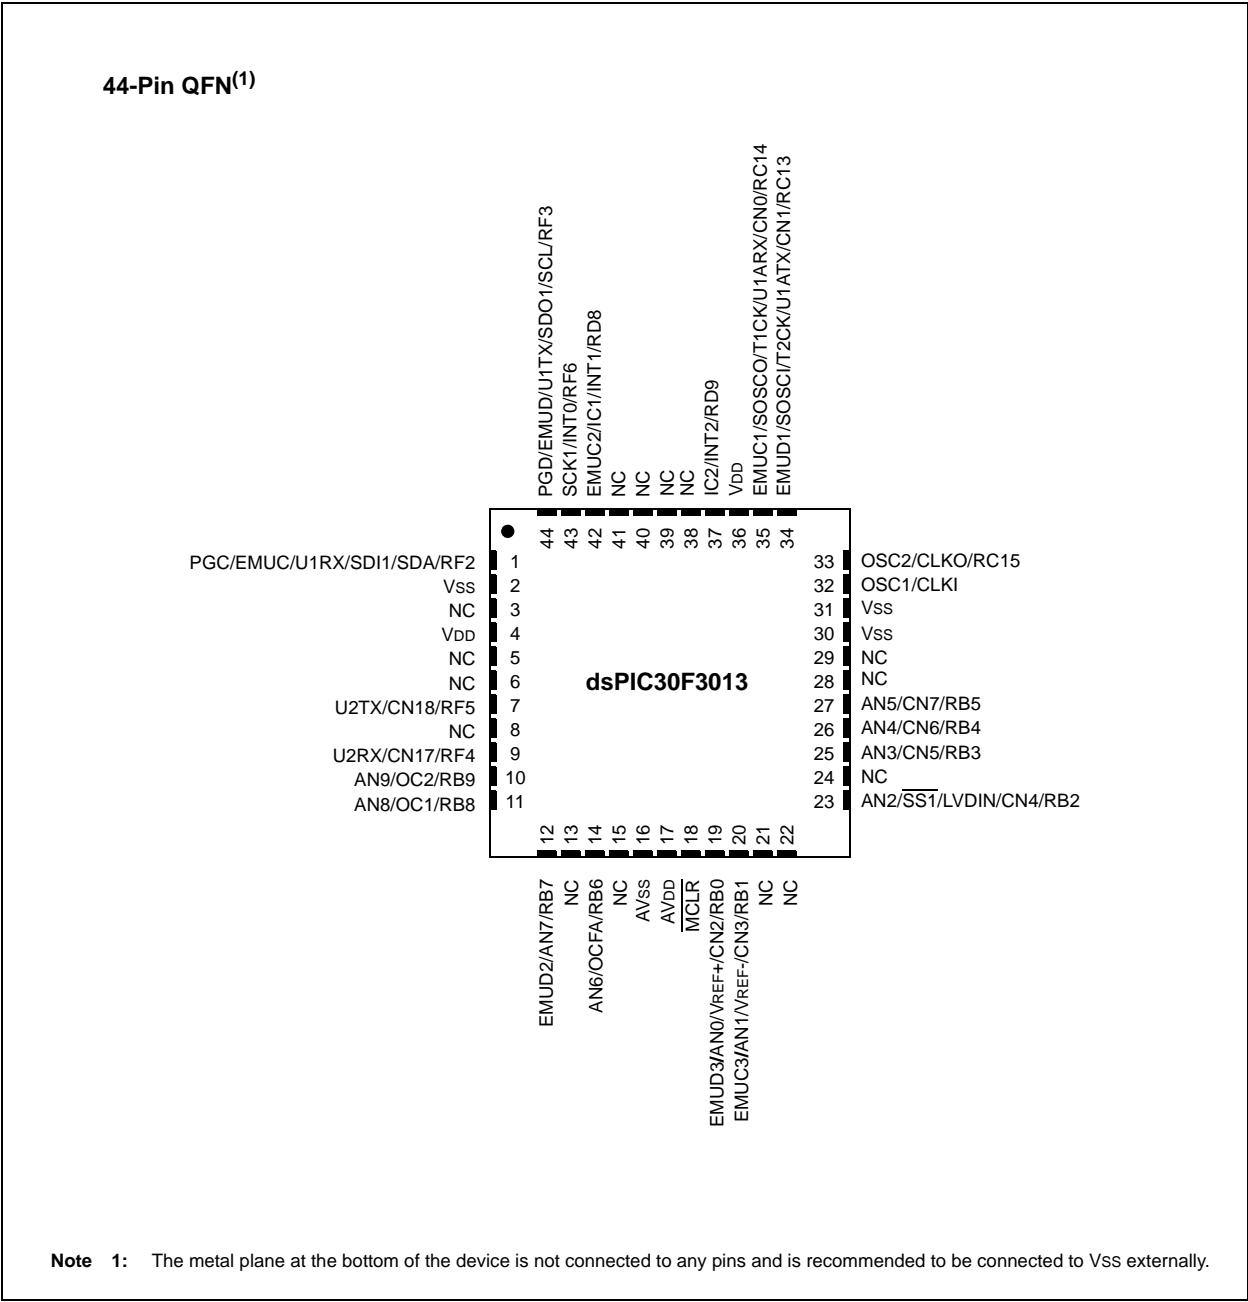 44-Pin QFN(1)
PGD/EMUD/U1TX/SDO1/SCL/RF3
SCK1/INT0/RF6
EMUC2/IC1/INT1/RD8
NC
NC
NC
NC
IC2/INT2/RD9
VDD
EMUC1/SOSCO/T1CK/U1ARX/CN0/RC14
EMUD1/SOSCI/T2CK/U1ATX/CN1/RC13
44 43 42 41 40 39 38 37 36 35 34
PGC/EMUC/U1RX/SDI1/SDA/RF2 1
VSS 2
NC 3
VDD 4
NC 5
NC 6
U2TX/CN18/RF5 7
NC 8
U2RX/CN17/RF4 9
AN9/OC2/RB9 10
AN8/OC1/RB8 11
dsPIC30F3013
33 OSC2/CLKO/RC15
32 OSC1/CLKI
31 VSS
30 VSS
29 NC
28 NC
27 AN5/CN7/RB5
26 AN4/CN6/RB4
25 AN3/CN5/RB3
24 NC
23 AN2/SS1/LVDIN/CN4/RB2
12 13 14 15 16 17 18 19 20 21 22
EMUD2/AN7/RB7
NC
AN6/OCFA/RB6
NC
AVSS
AVDD
MCLR
EMUD3/AN0/VREF+/CN2/RB0
EMUC3/AN1/VREF-/CN3/RB1
NC
NC
Note 1: The metal plane at the bottom of the device is not connected to any pins and is recommended to be connected to VSS externally.